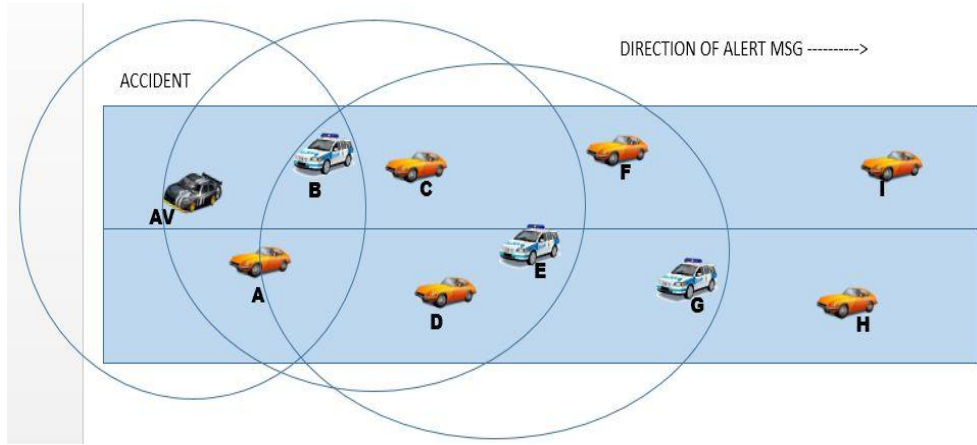 DIRECTION OF ALERT MSG ---------->
ACCIDENT
B
C
F
I
AV
A
D
E
G
H